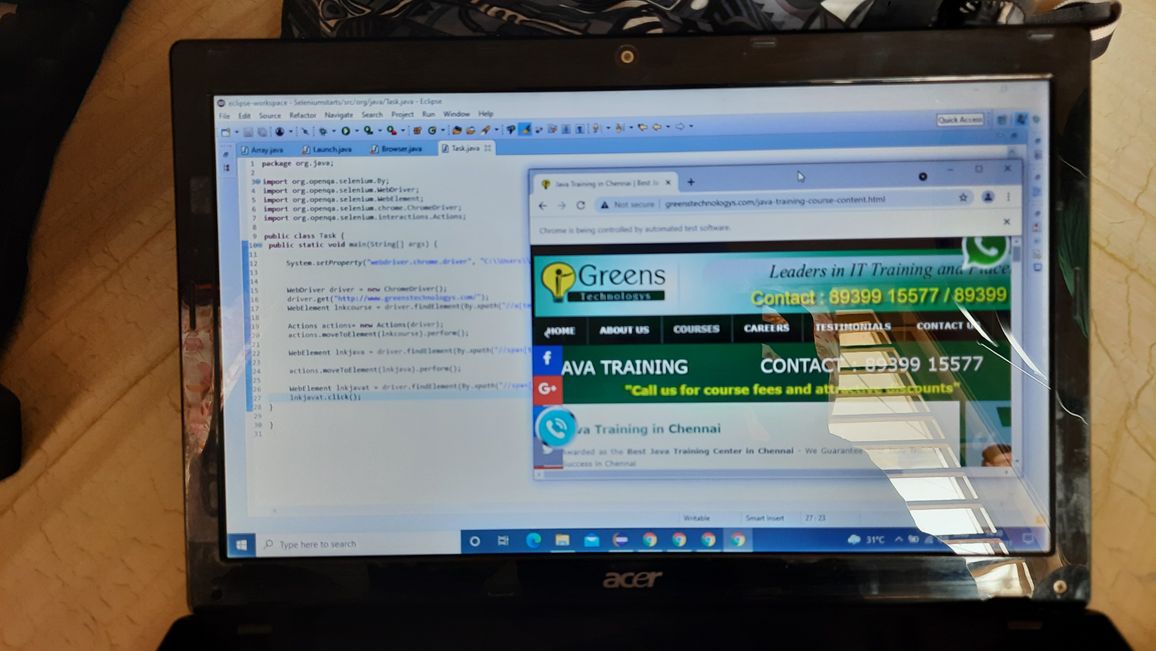 eclipse-workspace - Seleniumstarts/src/org/java/Task.java - Eclipse
File Edit Source Refactor Navigate Search Project Run Window Help
Quick Access
Array.java Launch.java Browser.java Task.java
1 package org.java;
2
3 import org.openqa.selenium.By;
4 import org.openqa.selenium.WebDriver;
5 import org.openqa.selenium.WebElement;
6 import org.openqa.selenium.chrome.ChromeDriver;
7 import org.openqa.selenium.interactions.Actions;
8
9 public class Task {
10 public static void main(String[] args) {
11
12 System.setProperty("webdriver.chrome.driver", "C:\\Users\\
13
15 WebDriver driver = new ChromeDriver();
16 driver.get("http://www.greenstechnologys.com/");
17 WebElement lnkcourse = driver.findElement(By.xpath("//a[
19 Actions actions= new Actions(driver);
20 actions.moveToElement(lnkcourse).perform();
22 WebElement lnkjava = driver.findElement(By.xpath("//span[
24 actions.moveToElement(lnkjava).perform();
26 WebElement lnkjavat = driver.findElement(By.xpath("//span[
27 lnkjavat.click();
28 }
30 }
31
Java Training in Chennai | Best Ja
Not secure greenstechnologys.com/java-training-course-content.html
Chrome is being controlled by automated test software.
Greens
Technologys
Leaders in IT Training and Place
Contact : 89399 15577 / 89399
HOME ABOUT US COURSES CAREERS TESTIMONIALS CONTACT U
AVA TRAINING CONTACT : 89399 15577
"Call us for course fees and attractive discounts"
va Training in Chennai
warded as the Best Java Training Center in Chennai - We Guarantee
Success in Chennai
Writable Smart Insert 27 : 23
Type here to search
31°C
acer